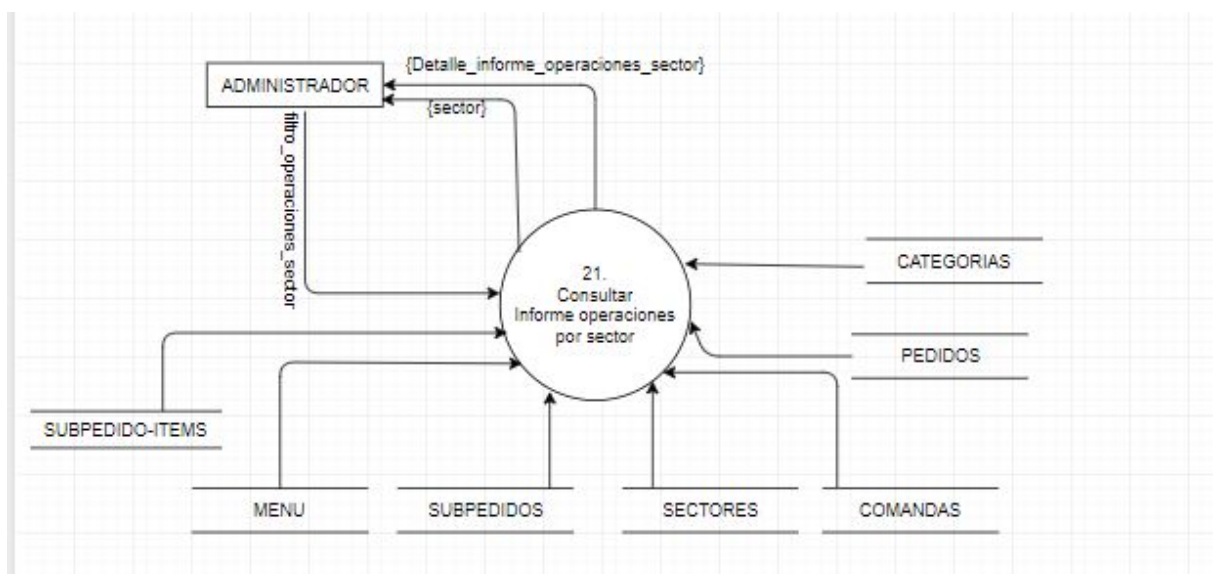 {Detalle_informe_operaciones_sector}
ADMINISTRADOR
{sector}
filtro_operaciones_sector
21.
Consultar
Informe operaciones
por sector
CATEGORIAS
PEDIDOS
SUBPEDIDO-ITEMS
MENU
SUBPEDIDOS
SECTORES
COMANDAS